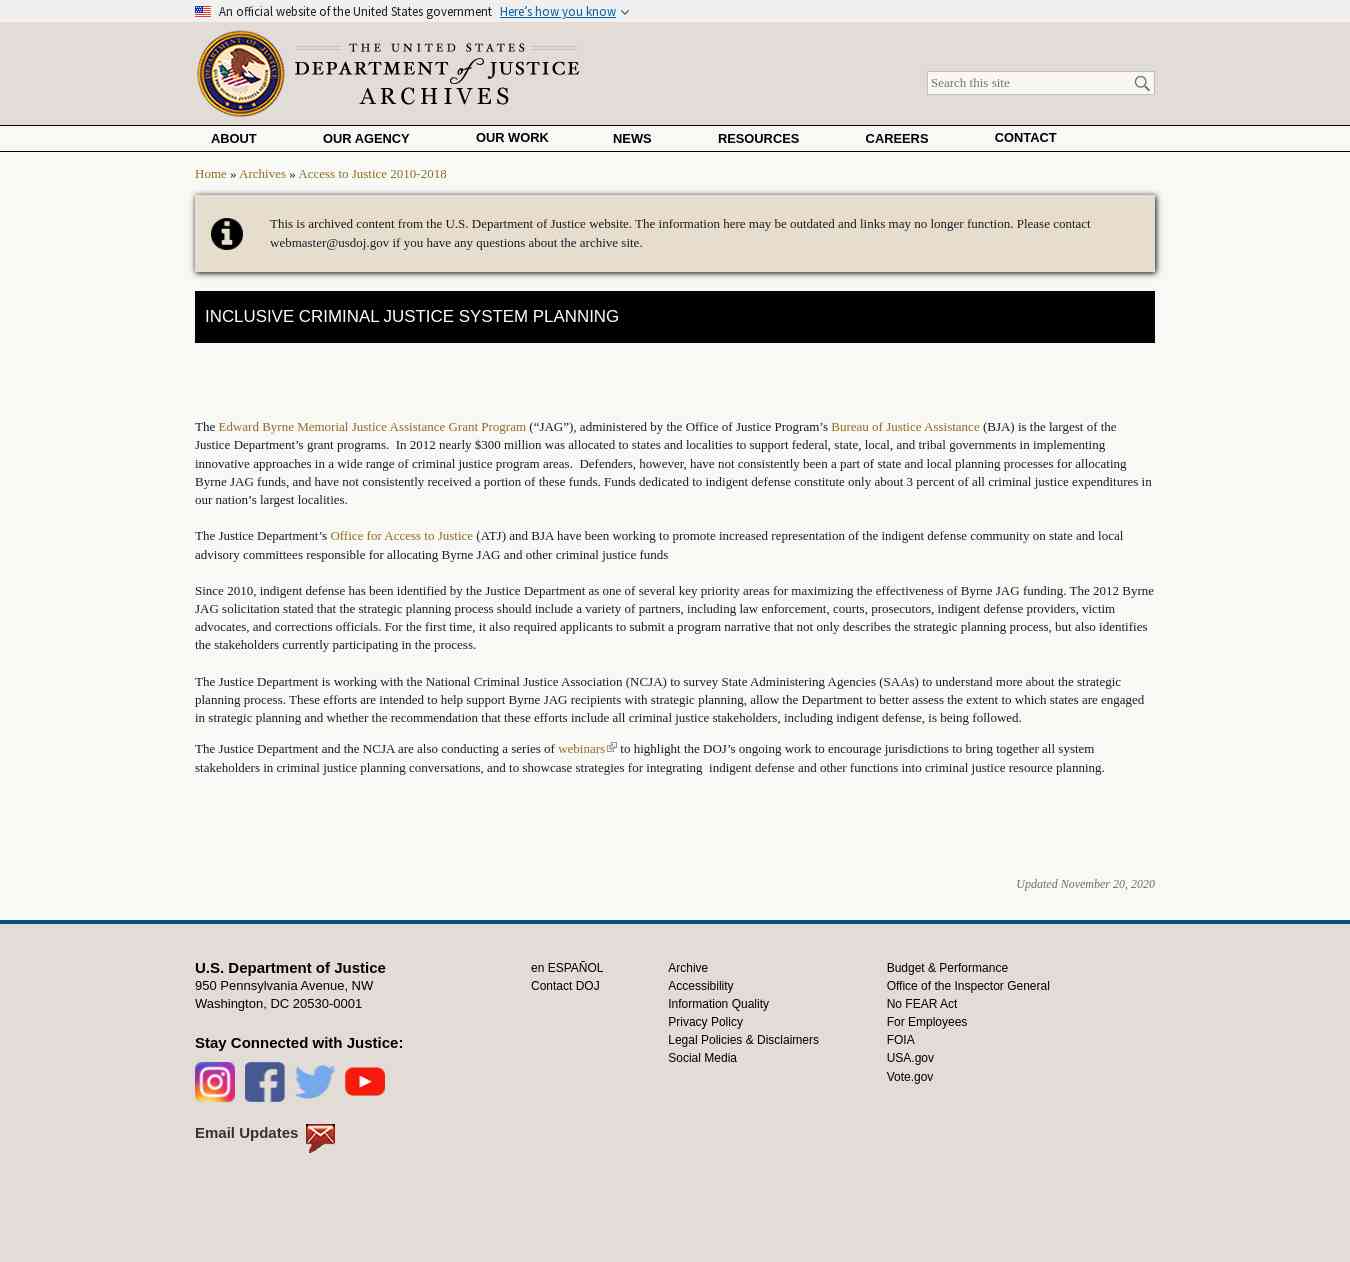 An official website of the United States government Here's how you know
THE UNITED STATES
DEPARTMENT of JUSTICE
ARCHIVES
Search this site
ABOUT OUR AGENCY OUR WORK NEWS RESOURCES CAREERS CONTACT
Home » Archives » Access to Justice 2010-2018
This is archived content from the U.S. Department of Justice website. The information here may be outdated and links may no longer function. Please contact
webmaster@usdoj.gov if you have any questions about the archive site.
INCLUSIVE CRIMINAL JUSTICE SYSTEM PLANNING
The Edward Byrne Memorial Justice Assistance Grant Program (“JAG”), administered by the Office of Justice Program’s Bureau of Justice Assistance (BJA) is the largest of the
Justice Department’s grant programs.  In 2012 nearly $300 million was allocated to states and localities to support federal, state, local, and tribal governments in implementing
innovative approaches in a wide range of criminal justice program areas.  Defenders, however, have not consistently been a part of state and local planning processes for allocating
Byrne JAG funds, and have not consistently received a portion of these funds. Funds dedicated to indigent defense constitute only about 3 percent of all criminal justice expenditures in
our nation’s largest localities.
The Justice Department’s Office for Access to Justice (ATJ) and BJA have been working to promote increased representation of the indigent defense community on state and local
advisory committees responsible for allocating Byrne JAG and other criminal justice funds
Since 2010, indigent defense has been identified by the Justice Department as one of several key priority areas for maximizing the effectiveness of Byrne JAG funding. The 2012 Byrne
JAG solicitation stated that the strategic planning process should include a variety of partners, including law enforcement, courts, prosecutors, indigent defense providers, victim
advocates, and corrections officials. For the first time, it also required applicants to submit a program narrative that not only describes the strategic planning process, but also identifies
the stakeholders currently participating in the process.
The Justice Department is working with the National Criminal Justice Association (NCJA) to survey State Administering Agencies (SAAs) to understand more about the strategic
planning process. These efforts are intended to help support Byrne JAG recipients with strategic planning, allow the Department to better assess the extent to which states are engaged
in strategic planning and whether the recommendation that these efforts include all criminal justice stakeholders, including indigent defense, is being followed.
The Justice Department and the NCJA are also conducting a series of webinars to highlight the DOJ’s ongoing work to encourage jurisdictions to bring together all system
stakeholders in criminal justice planning conversations, and to showcase strategies for integrating  indigent defense and other functions into criminal justice resource planning.
Updated November 20, 2020
U.S. Department of Justice
950 Pennsylvania Avenue, NW
Washington, DC 20530-0001
Stay Connected with Justice:
Email Updates
en ESPAÑOL
Contact DOJ
Archive
Accessibility
Information Quality
Privacy Policy
Legal Policies & Disclaimers
Social Media
Budget & Performance
Office of the Inspector General
No FEAR Act
For Employees
FOIA
USA.gov
Vote.gov